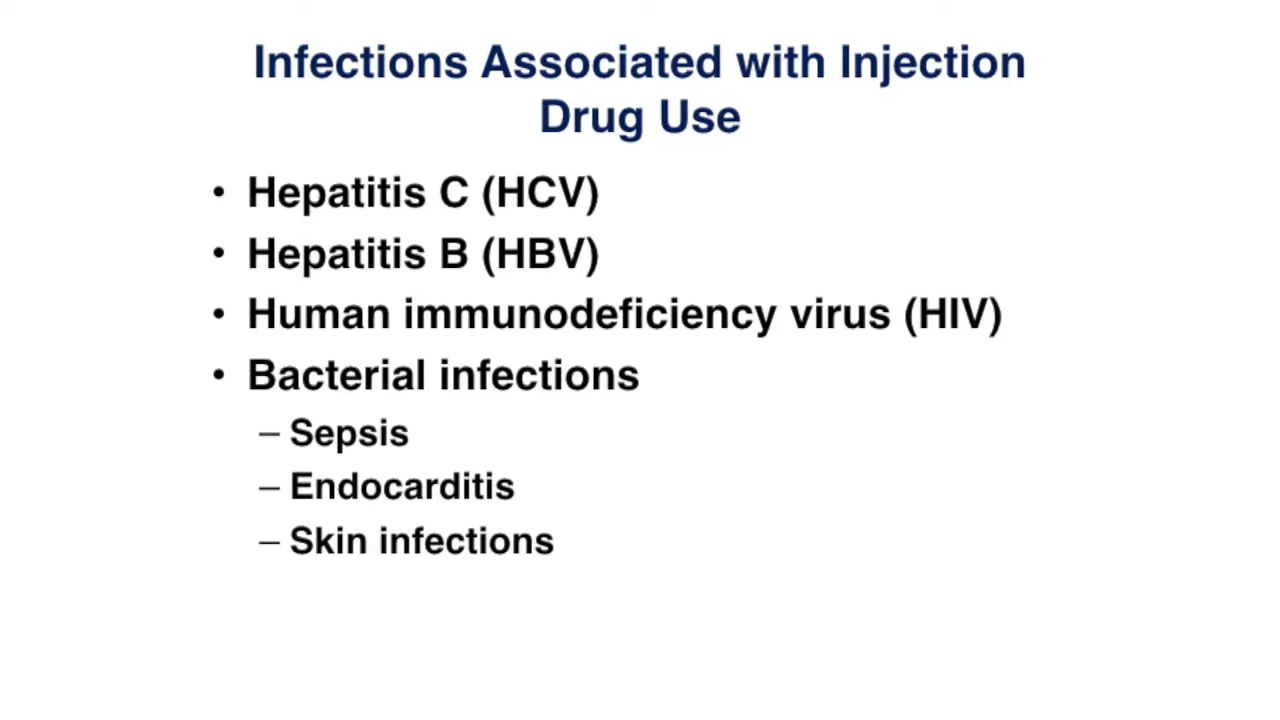 Infections Associated with Injection
Drug Use
• Hepatitis C (HCV)
• Hepatitis B (HBV)
• Human immunodeficiency virus (HIV)
• Bacterial infections
– Sepsis
– Endocarditis
– Skin infections